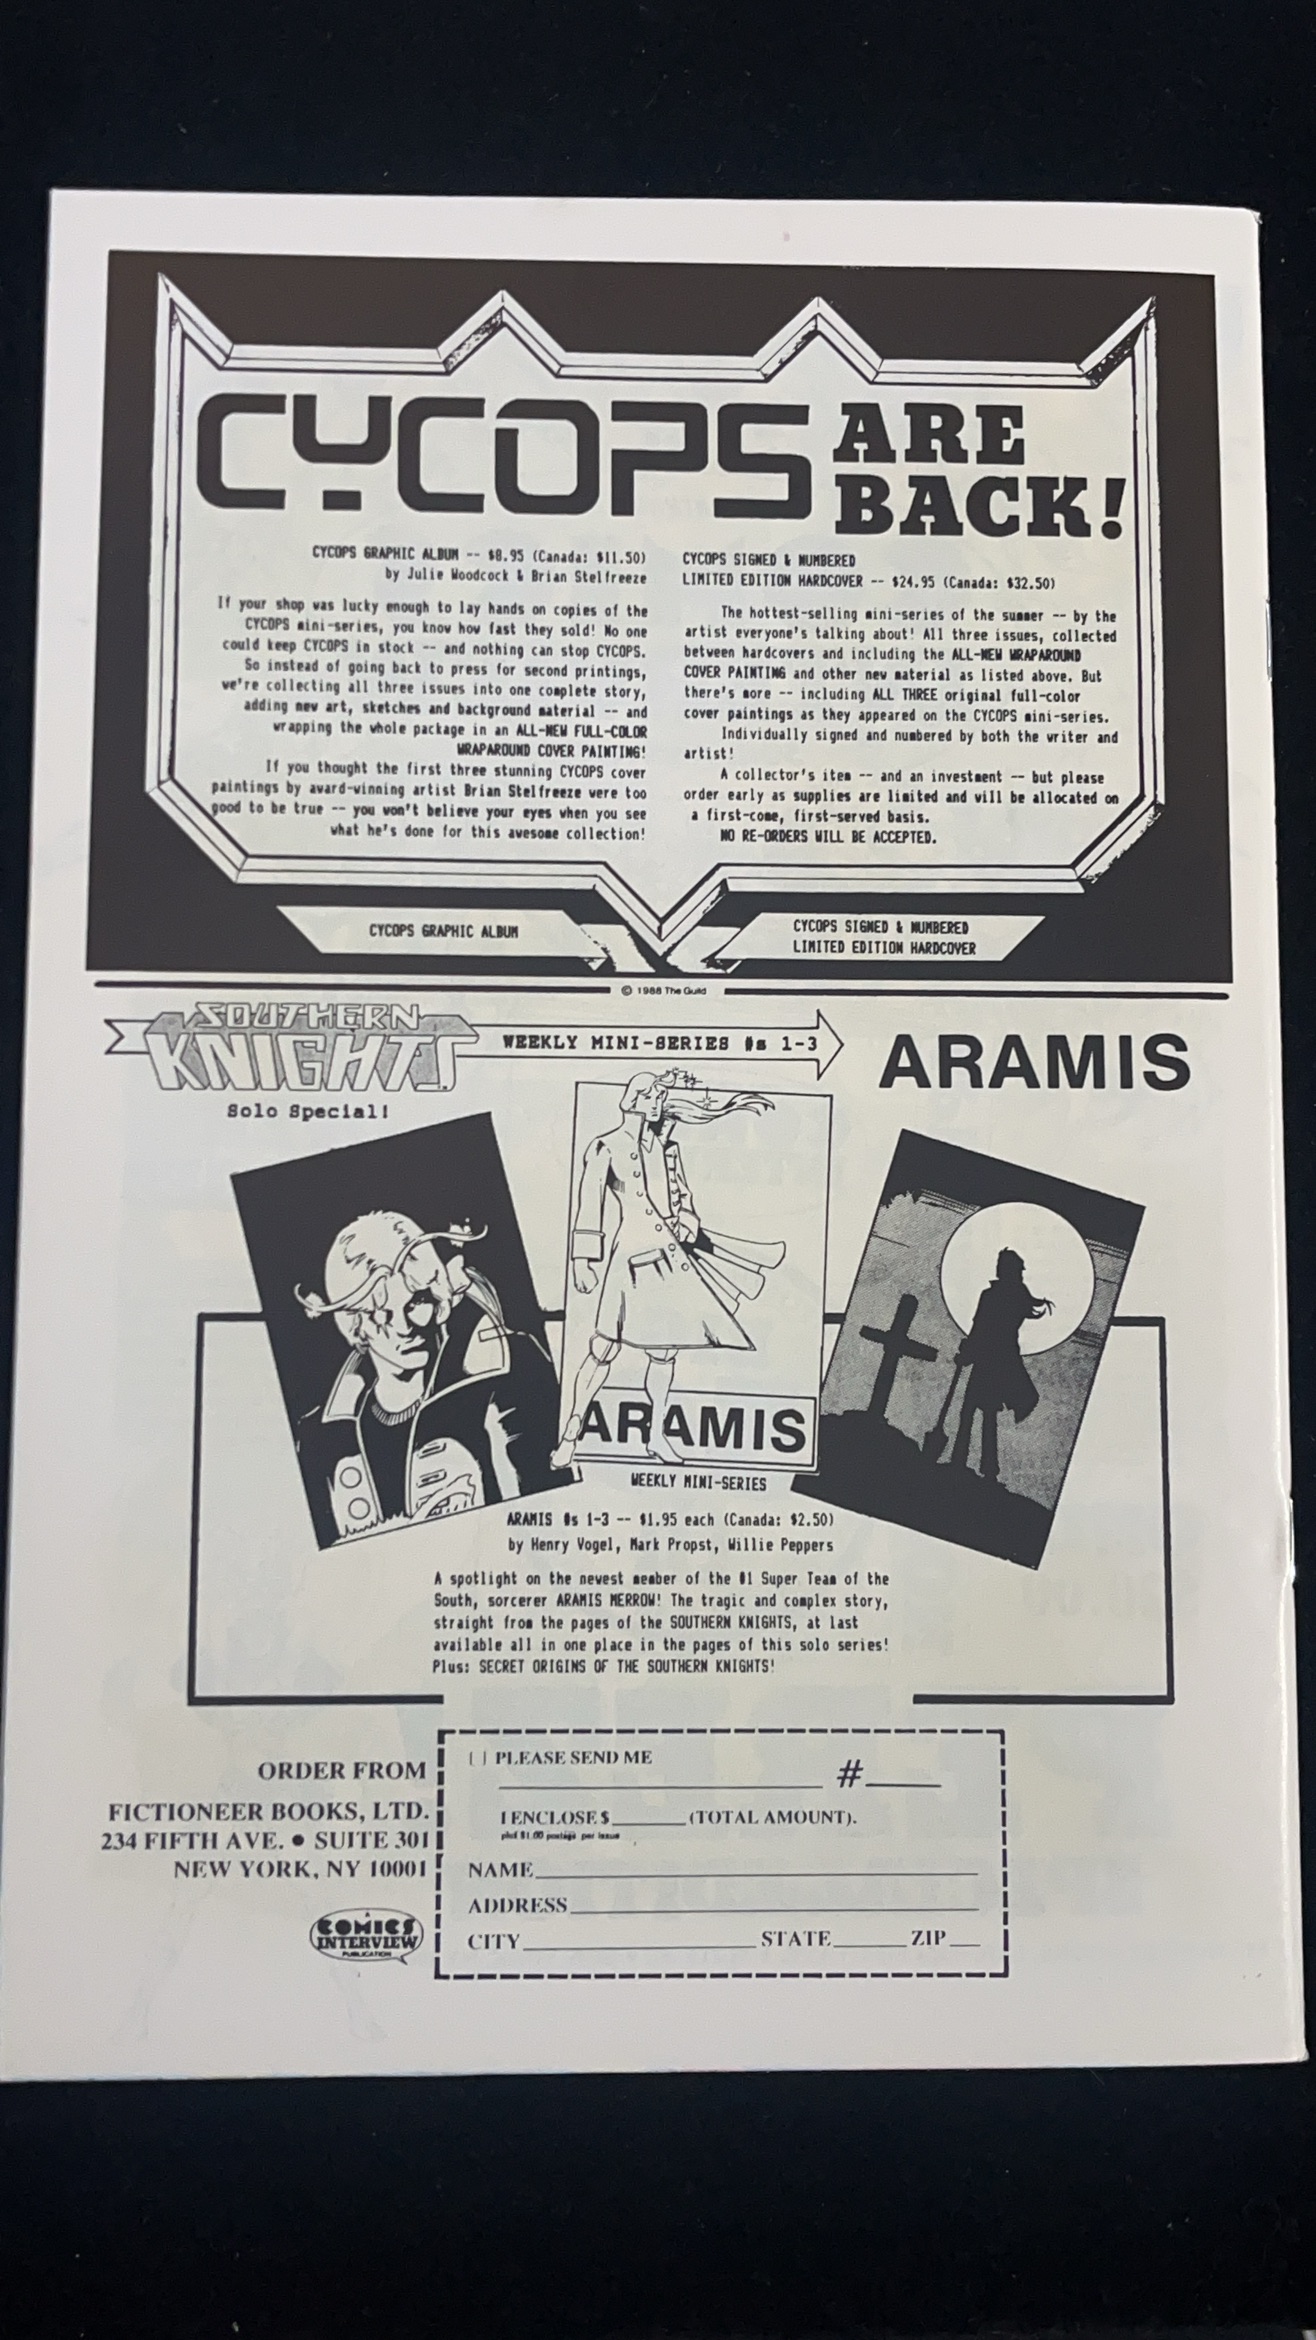 CYCOPS ARE
BACK!
CYCOPS GRAPHIC ALBUM -- $8.95 (Canada: $11.50)
by Julie Woodcock & Brian Stelfreeze
If your shop was lucky enough to lay hands on copies of the
CYCOPS mini-series, you know how fast they sold! No one
could keep CYCOPS in stock -- and nothing can stop CYCOPS.
So instead of going back to press for second printings,
we're collecting all three issues into one complete story,
adding new art, sketches and background material -- and
wrapping the whole package in an ALL-NEW FULL-COLOR
WRAPAROUND COVER PAINTING!
If you thought the first three stunning CYCOPS cover
paintings by award-winning artist Brian Stelfreeze were too
good to be true -- you won't believe your eyes when you see
what he's done for this awesome collection!
CYCOPS SIGNED & NUMBERED
LIMITED EDITION HARDCOVER -- $24.95 (Canada: $32.50)
The hottest-selling mini-series of the summer -- by the
artist everyone's talking about! All three issues, collected
between hardcovers and including the ALL-NEW WRAPAROUND
COVER PAINTING and other new material as listed above. But
there's more -- including ALL THREE original full-color
cover paintings as they appeared on the CYCOPS mini-series.
Individually signed and numbered by both the writer and
artist!
A collector's item -- and an investment -- but please
order early as supplies are limited and will be allocated on
a first-come, first-served basis.
NO RE-ORDERS WILL BE ACCEPTED.
CYCOPS GRAPHIC ALBUM
CYCOPS SIGNED & NUMBERED
LIMITED EDITION HARDCOVER
© 1988 The Guild
SOUTHERN
KNIGHTS
WEEKLY MINI-SERIES #s 1-3
ARAMIS
Solo Special!
ARAMIS
WEEKLY MINI-SERIES
ARAMIS #s 1-3 -- $1.95 each (Canada: $2.50)
by Henry Vogel, Mark Propst, Willie Peppers
A spotlight on the newest member of the #1 Super Team of the
South, sorcerer ARAMIS MERROW! The tragic and complex story,
straight from the pages of the SOUTHERN KNIGHTS, at last
available all in one place in the pages of this solo series!
Plus: SECRET ORIGINS OF THE SOUTHERN KNIGHTS!
ORDER FROM
FICTIONEER BOOKS, LTD.
234 FIFTH AVE. • SUITE 301
NEW YORK, NY 10001
COMICS
INTERVIEW
PUBLICATION
[ ] PLEASE SEND ME
#
I ENCLOSE $ (TOTAL AMOUNT).
plus $1.00 postage per issue
NAME
ADDRESS
CITY STATE ZIP